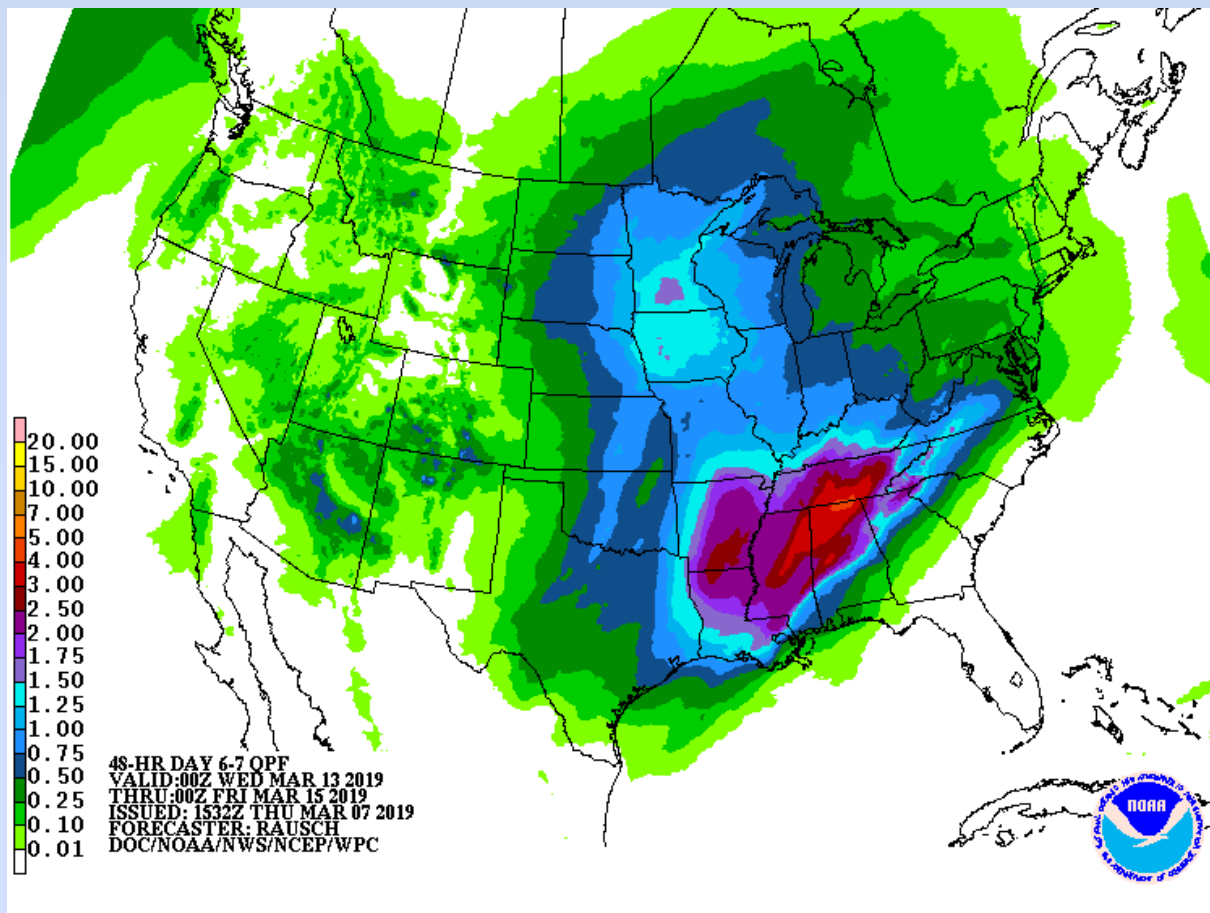 20.00
15.00
10.00
7.00
5.00
4.00
3.00
2.50
2.00
1.75
1.50
1.25
1.00
0.75
0.50
0.25
0.10
0.01
48-HR DAY 6-7 QPF
VALID:00Z WED MAR 13 2019
THRU:00Z FRI MAR 15 2019
ISSUED: 1532Z THU MAR 07 2019
FORECASTER: RAUSCH
DOC/NOAA/NWS/NCEP/WPC
NOAA